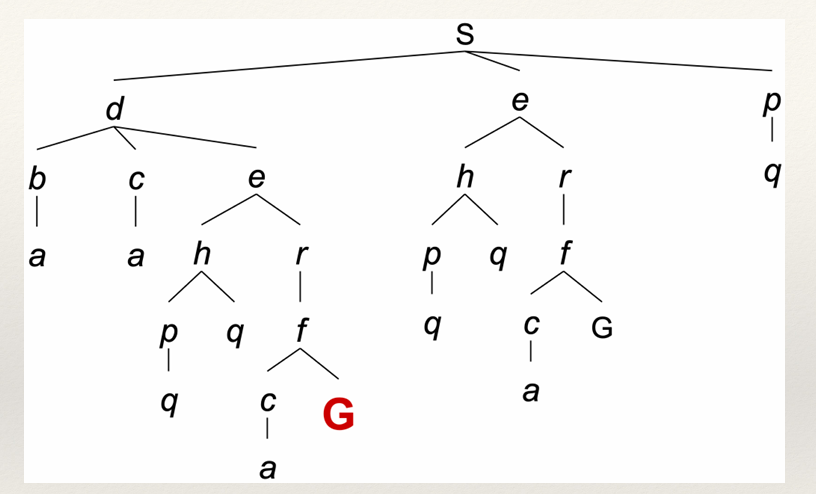 S
d e p
b c e h r q
a a h r p q f
p q f q c G
q c G a
a